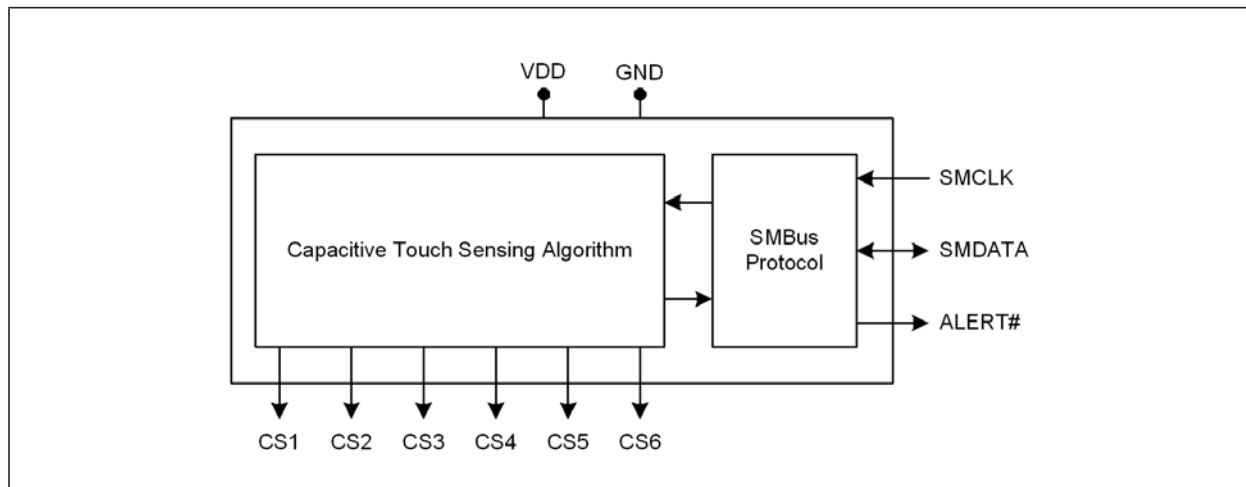 VDD GND
Capacitive Touch Sensing Algorithm
SMBus
Protocol
SMCLK
SMDATA
ALERT#
CS1 CS2 CS3 CS4 CS5 CS6